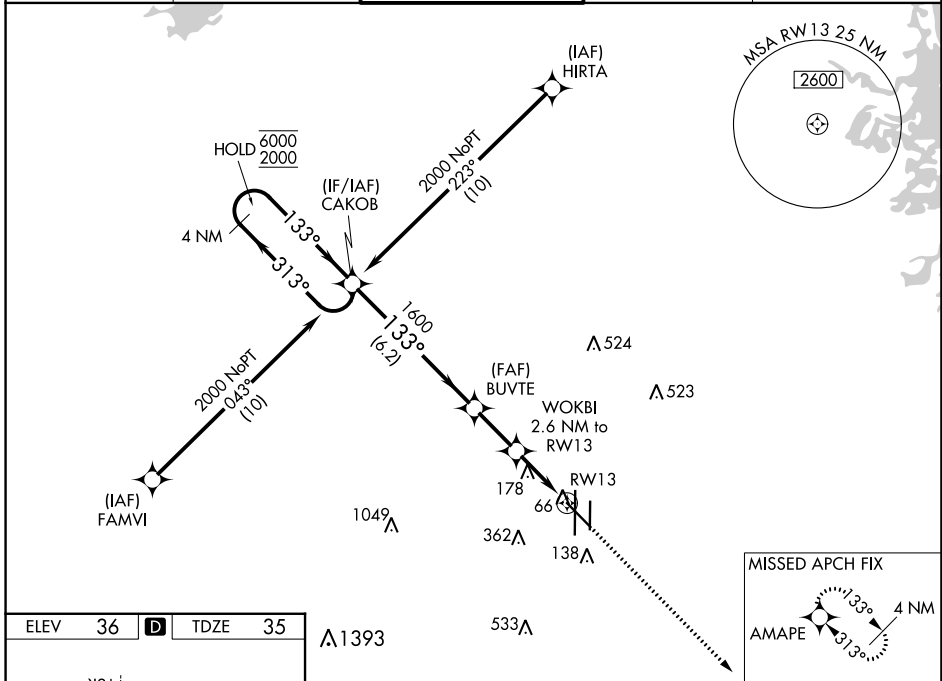 MSA RW13 25 NM
2600
(IAF)
HIRTA
HOLD 6000
2000
2000 NoPT
223°
(10)
(IF/IAF)
CAKOB
4 NM
133°
313°
1600
133°
(6.2)
524
523
(FAF)
BUVTE
WOKBI
2.6 NM to
RW13
2000 NoPT
043°
(10)
(IAF)
FAMVI
178
RW13
66
1049
362
138
533
1393
MISSED APCH FIX
133°
4 NM
AMAPE
313°
ELEV 36 D TDZE 35